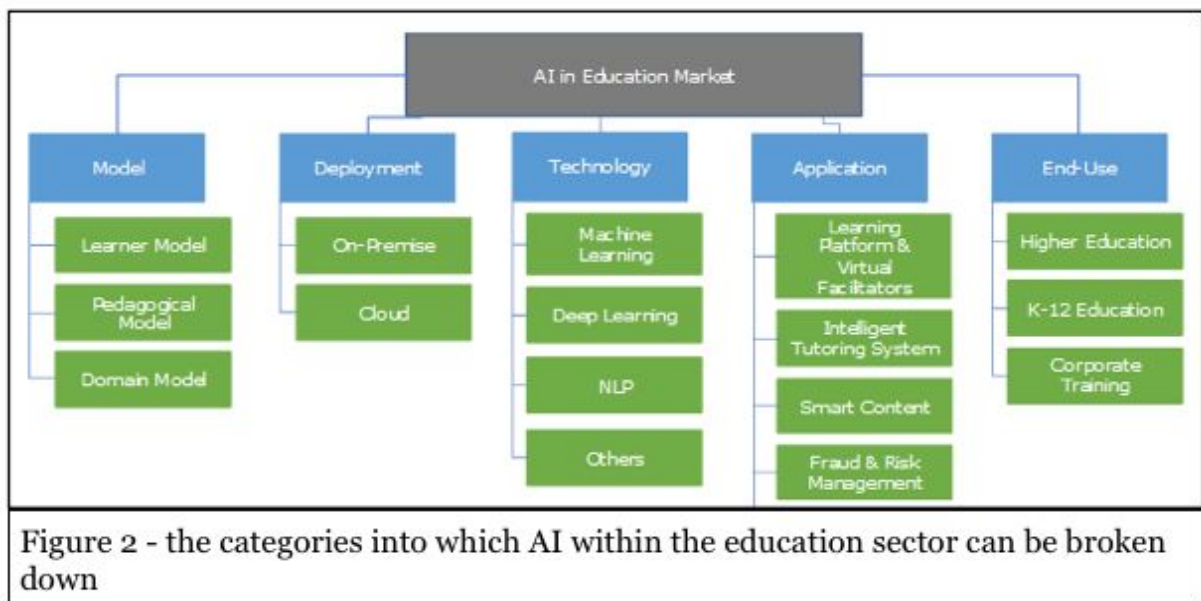 AI in Education Market
Model
Deployment
Technology
Application
End-Use
Learner Model
Pedagogical
Model
Domain Model
On-Premise
Cloud
Machine
Learning
Deep Learning
NLP
Others
Learning
Platform &
Virtual
Facilitators
Intelligent
Tutoring System
Smart Content
Fraud & Risk
Management
Higher Education
K-12 Education
Corporate
Training
Figure 2 - the categories into which AI within the education sector can be broken
down